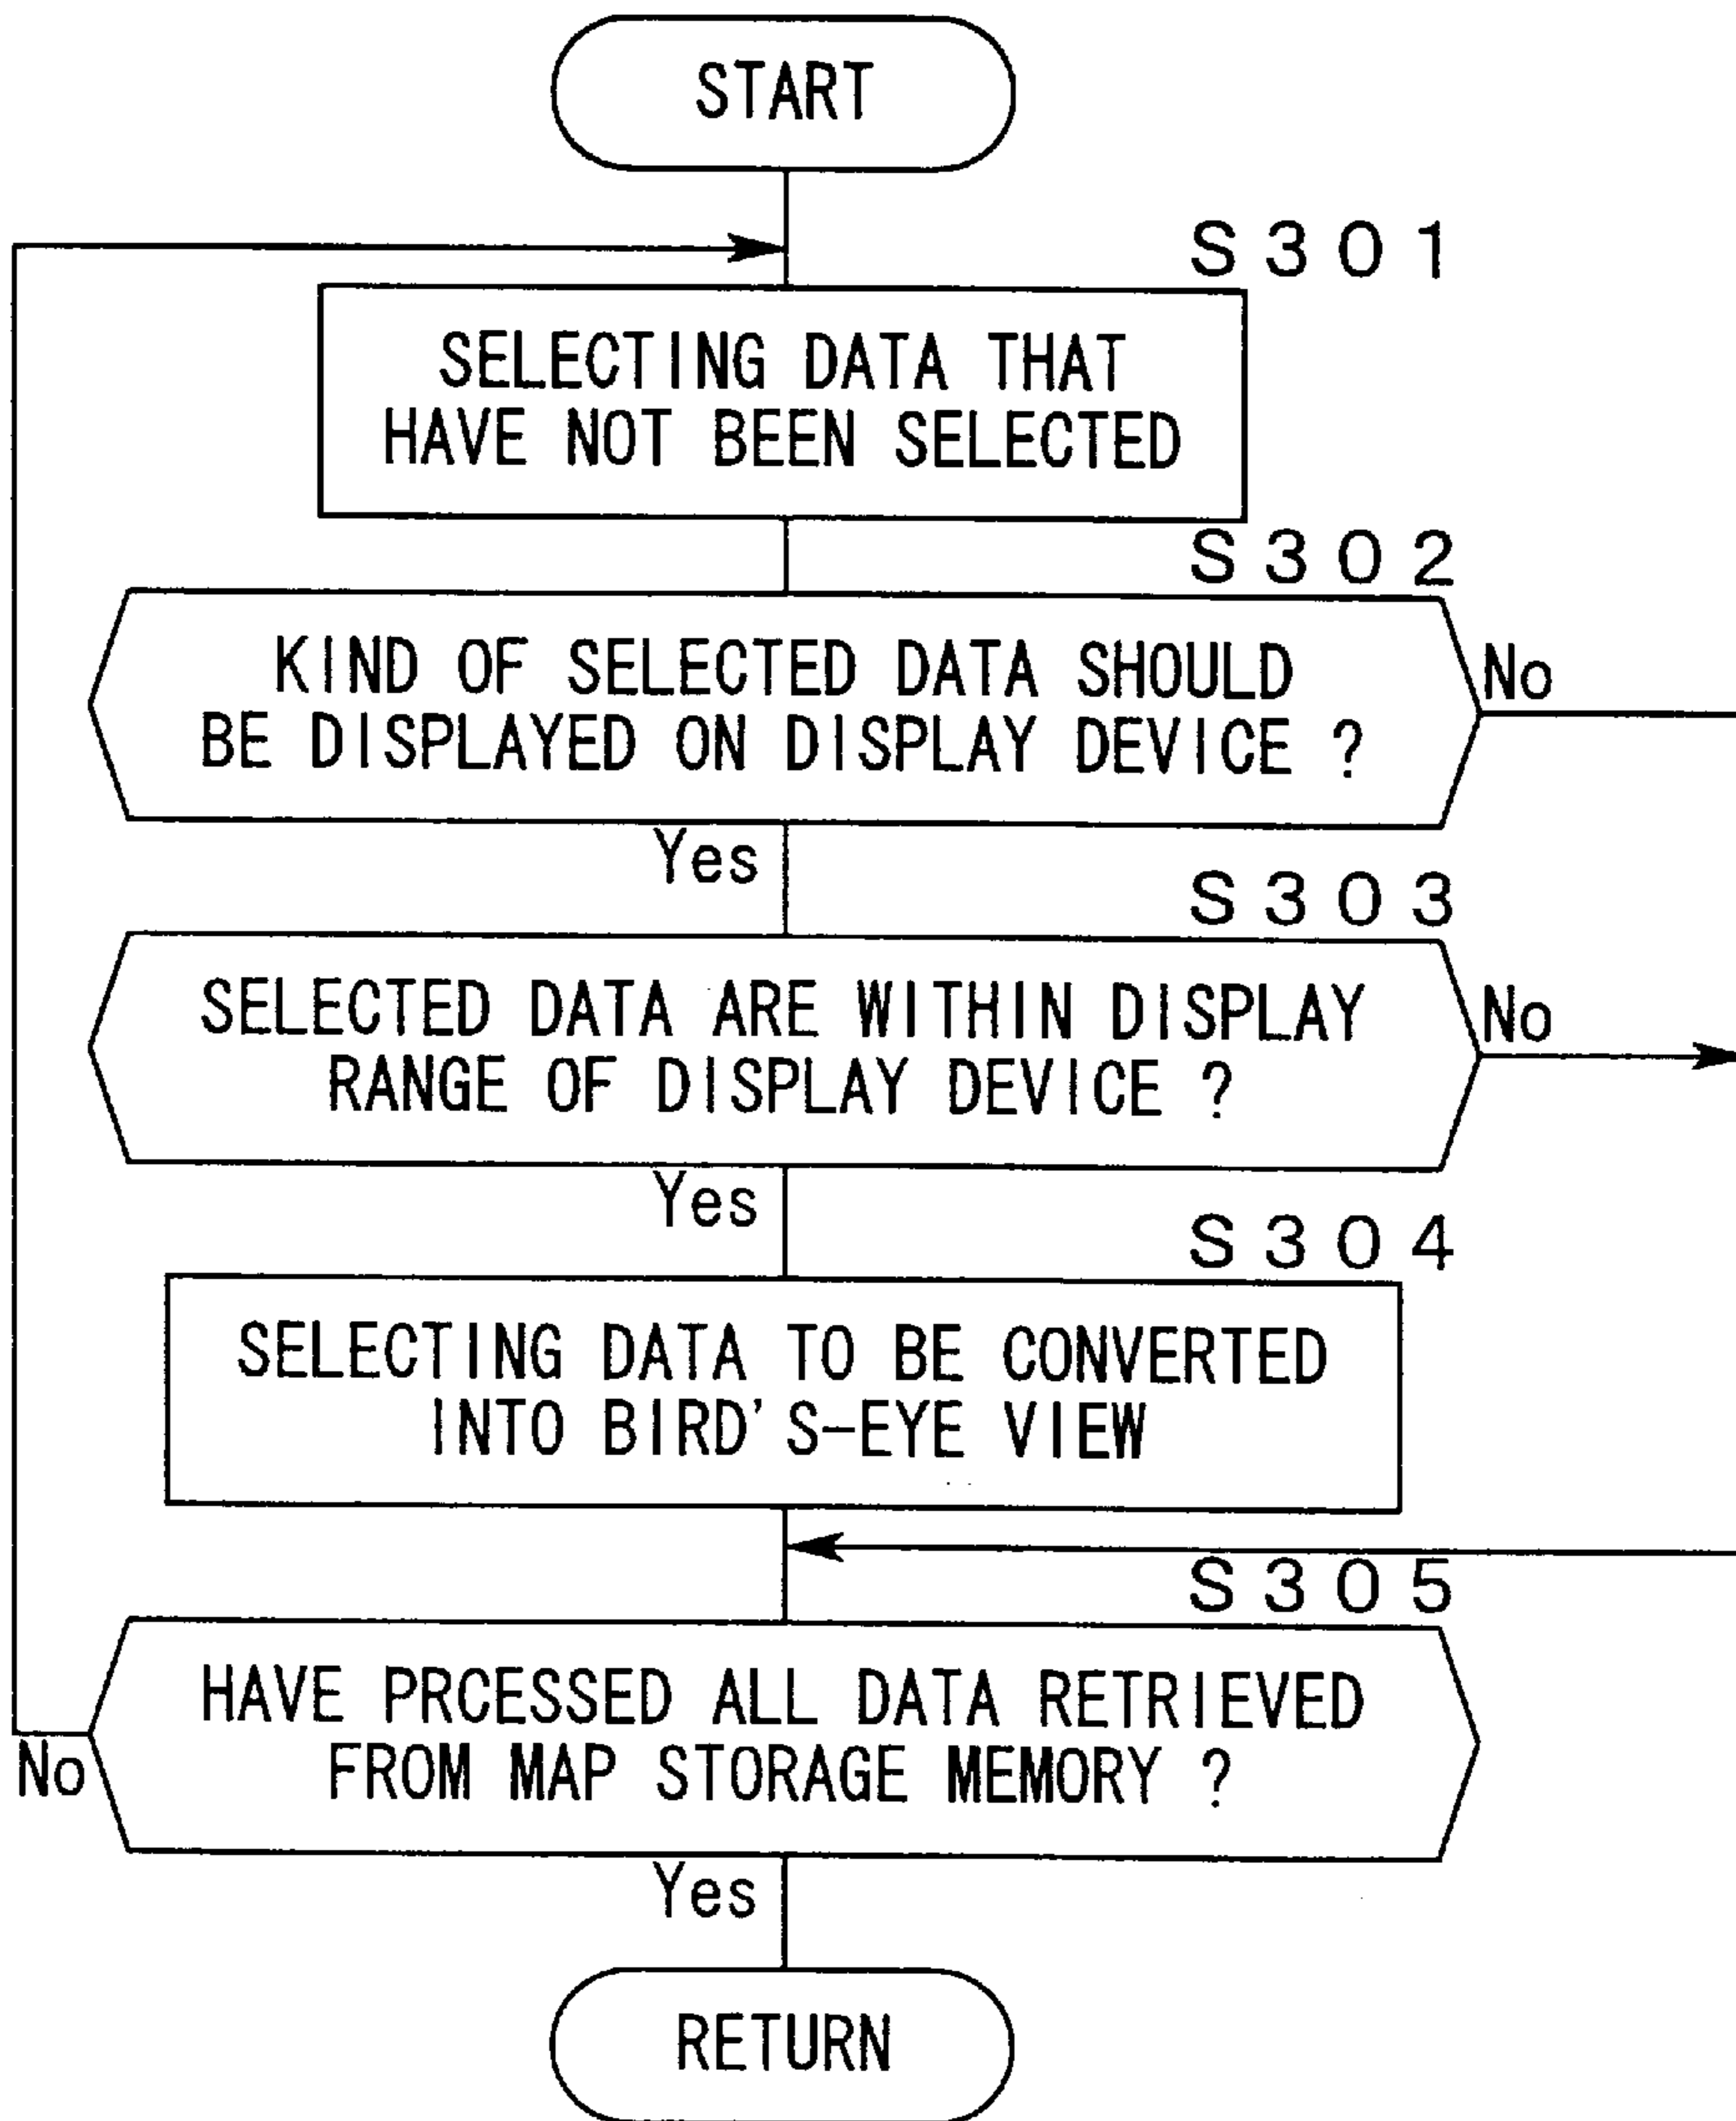 START
S301
SELECTING DATA THAT
HAVE NOT BEEN SELECTED
S302
KIND OF SELECTED DATA SHOULD
BE DISPLAYED ON DISPLAY DEVICE ?
No
Yes
S303
SELECTED DATA ARE WITHIN DISPLAY
RANGE OF DISPLAY DEVICE ?
No
Yes
S304
SELECTING DATA TO BE CONVERTED
INTO BIRD'S-EYE VIEW
S305
HAVE PRCESSED ALL DATA RETRIEVED
FROM MAP STORAGE MEMORY ?
No
Yes
RETURN